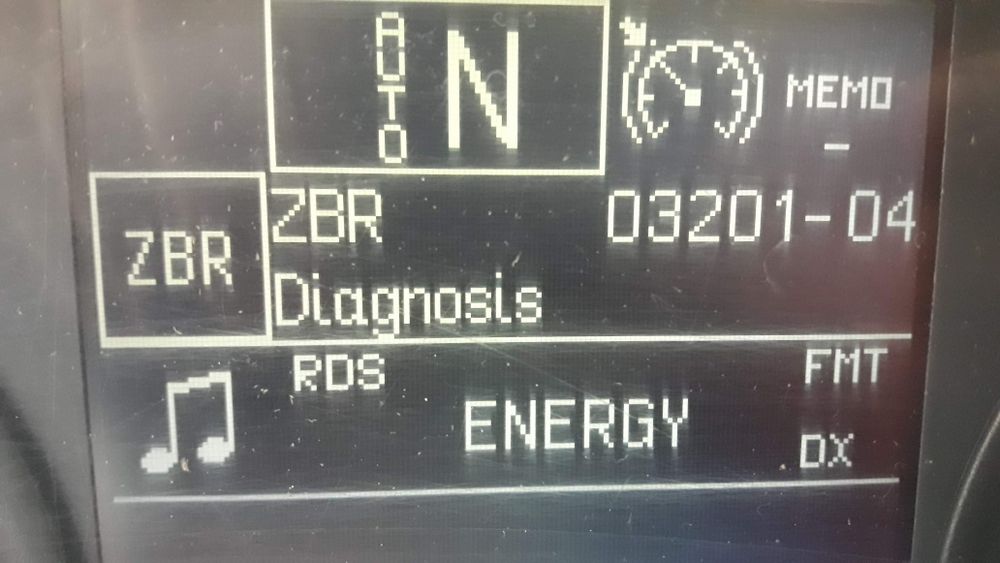 AUTO N
MEMO
-
ZBR
ZBR 03201-04
Diagnosis
RDS FMT
ENERGY
DX